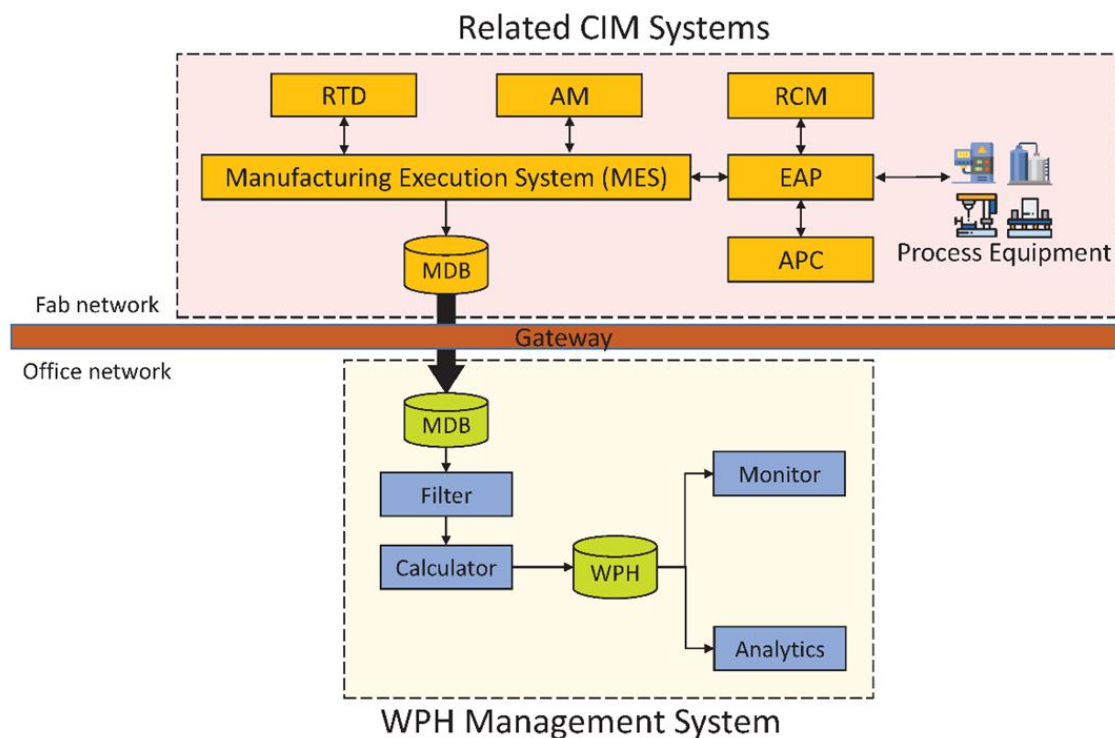 Related CIM Systems
RTD
AM
RCM
Manufacturing Execution System (MES)
EAP
MDB
APC
Process Equipment
Fab network
Gateway
Office network
MDB
Filter
Monitor
Calculator
WPH
Analytics
WPH Management System